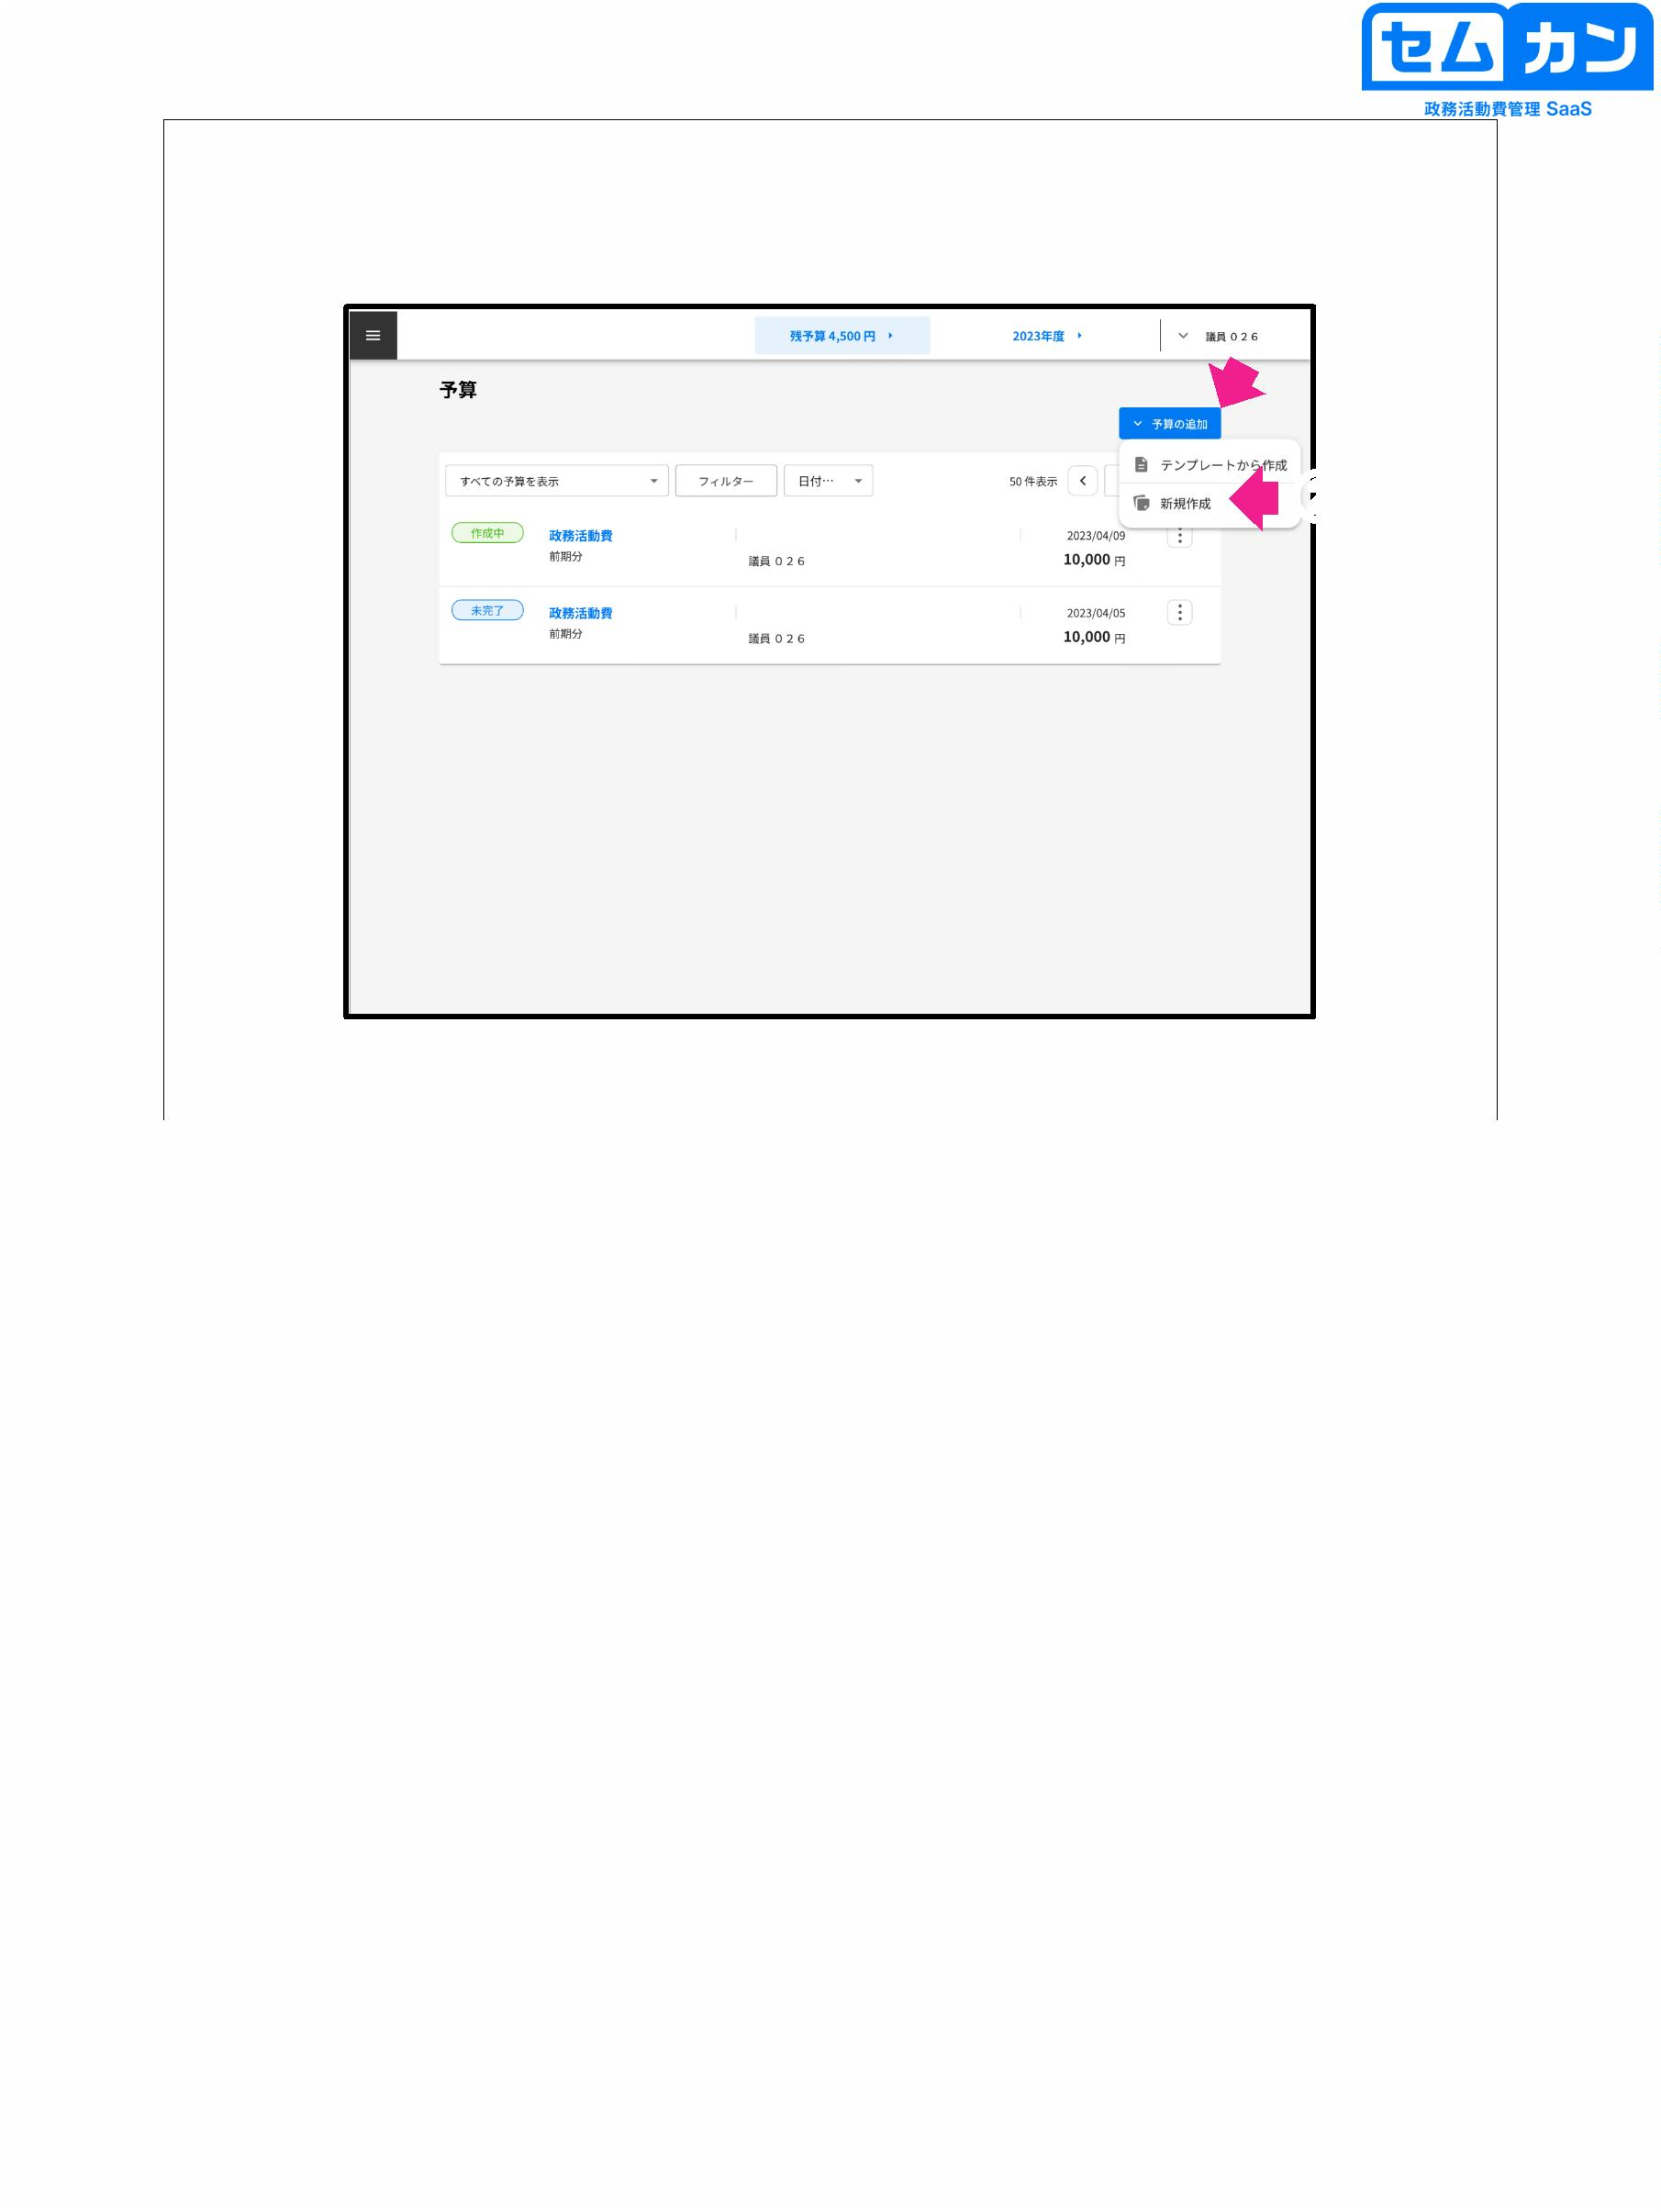 セムカン
政務活動費管理 SaaS
残予算 4,500 円
2023年度
議員 0 2 6
予算
予算の追加
テンプレートから作成
新規作成
すべての予算を表示
フィルター
日付…
50 件表示
作成中
政務活動費
前期分
議員 0 2 6
2023/04/09
10,000 円
未完了
政務活動費
前期分
議員 0 2 6
2023/04/05
10,000 円